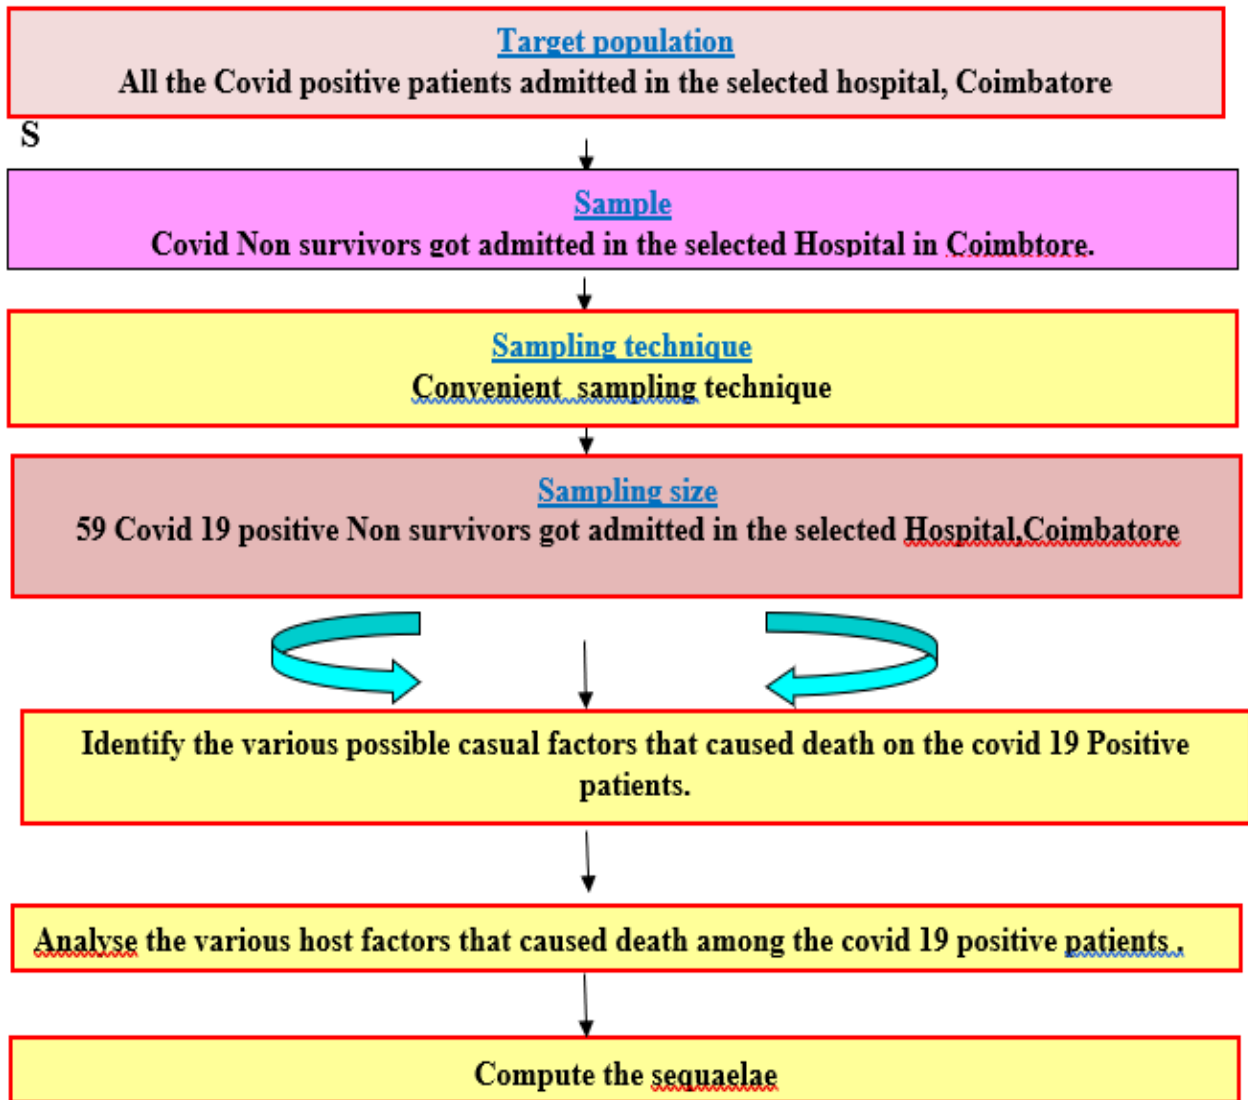 Target population
All the Covid positive patients admitted in the selected hospital, Coimbatore
S
Sample
Covid Non survivors got admitted in the selected Hospital in Coimbtore.
Sampling technique
Convenient sampling technique
Sampling size
59 Covid 19 positive Non survivors got admitted in the selected Hospital,Coimbatore
Identify the various possible casual factors that caused death on the covid 19 Positive
patients.
Analyse the various host factors that caused death among the covid 19 positive patients .
Compute the sequaelae